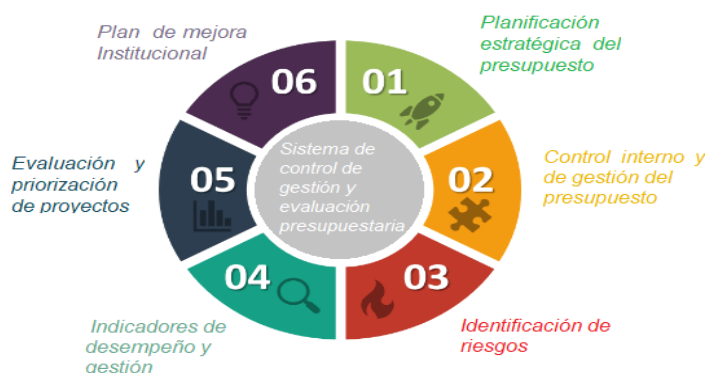 Plan de mejora
Institucional
Planificación
estratégica del
presupuesto
06
01
Evaluación y
priorización
de proyectos
05
Sistema de
control de
gestión y
evaluación
presupuestaria
02
Control interno y
de gestión del
presupuesto
04
03
Indicadores de
desempeño y
gestión
Identificación de
riesgos